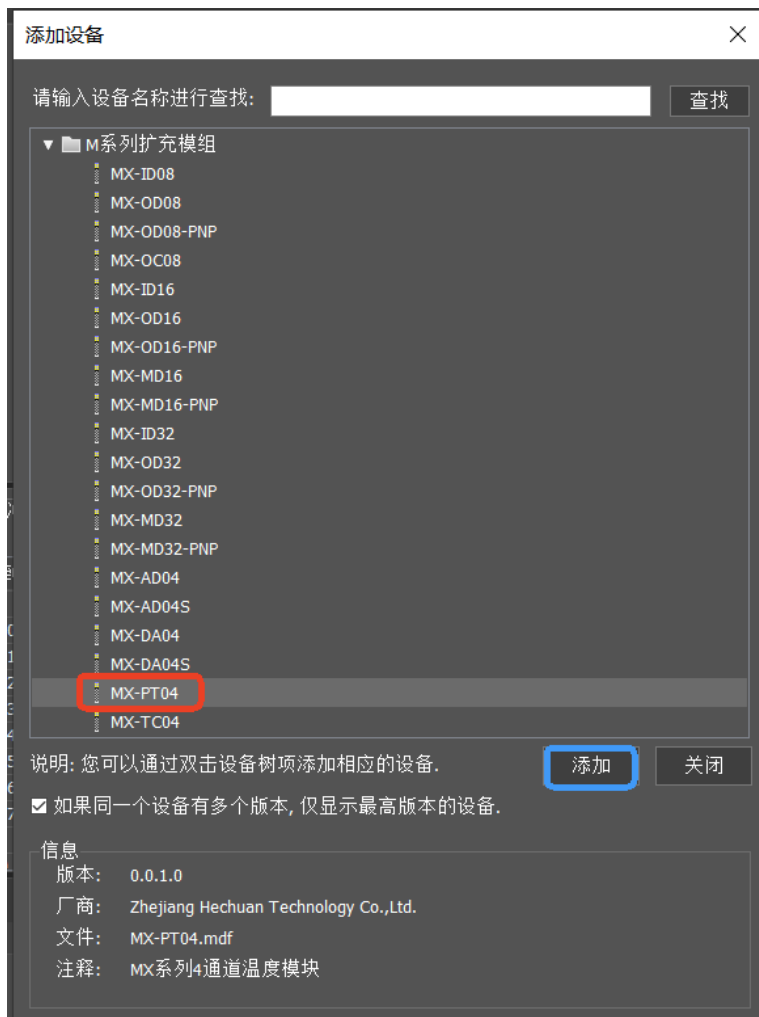 添加设备
请输入设备名称进行查找: 查找
M系列扩充模组
MX-ID08
MX-OD08
MX-OD08-PNP
MX-OC08
MX-ID16
MX-OD16
MX-OD16-PNP
MX-MD16
MX-MD16-PNP
MX-ID32
MX-OD32
MX-OD32-PNP
MX-MD32
MX-MD32-PNP
MX-AD04
MX-AD04S
MX-DA04
MX-DA04S
MX-PT04
MX-TC04
说明: 您可以通过双击设备树项添加相应的设备. 添加 关闭
如果同一个设备有多个版本, 仅显示最高版本的设备.
信息
版本: 0.0.1.0
厂商: Zhejiang Hechuan Technology Co.,Ltd.
文件: MX-PT04.mdf
注释: MX系列4通道温度模块